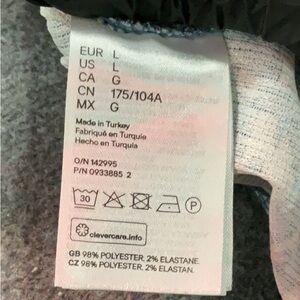 EUR L
US L
CA G
CN 175/104A
MX G
Made in Turkey
Fabriqué en Turquie
Hecho en Turquía
O/N 142995
P/N 0933885 2
30 P
clevercare.info
GB 98% POLYESTER, 2% ELASTANE.
CZ 98% POLYESTER, 2% ELASTAN.